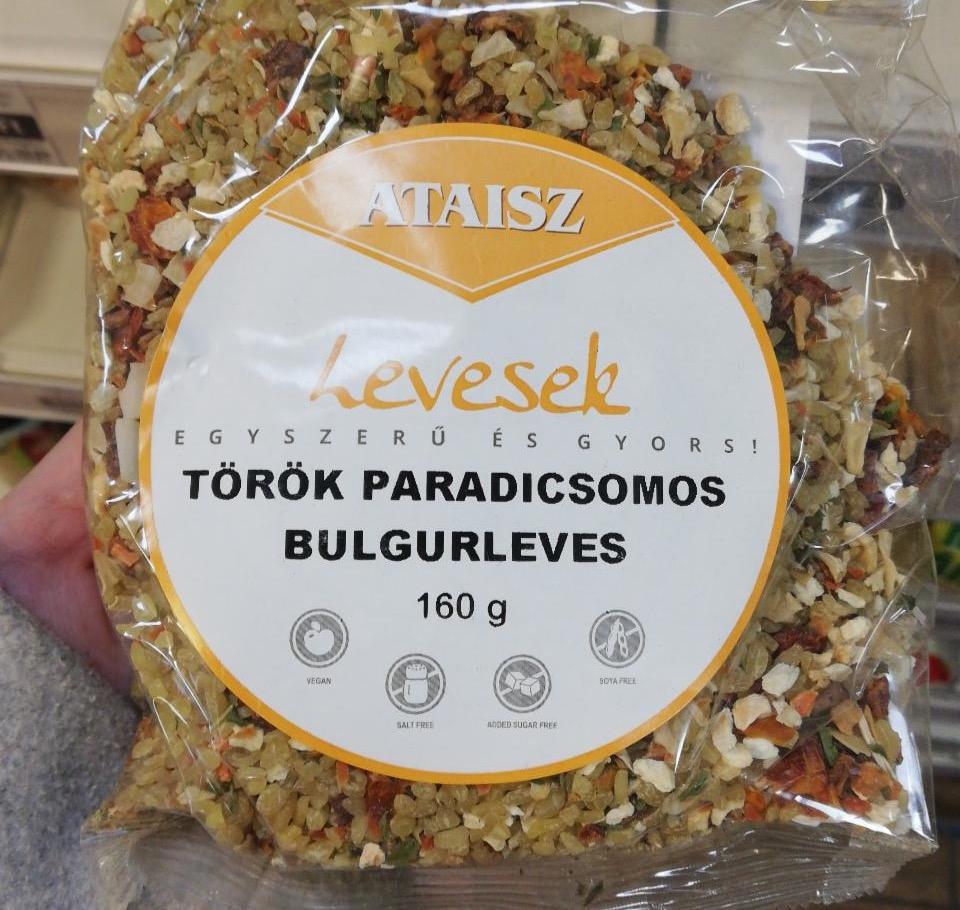 ATAISZ
Levesek
EGYSZERŰ ÉS GYORS!
TÖRÖK PARADICSOMOS
BULGURLEVES
160 g
VEGAN
SOYA FREE
SALT FREE
ADDED SUGAR FREE